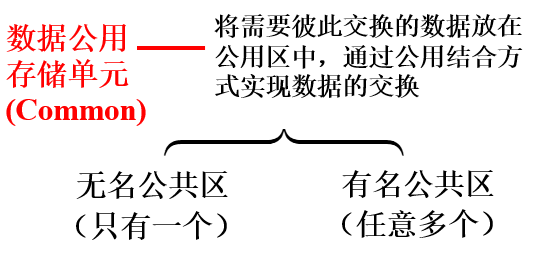 数据公用
存储单元
(Common)
将需要彼此交换的数据放在
公用区中，通过公用结合方
式实现数据的交换
无名公共区
（只有一个）
有名公共区
（任意多个）